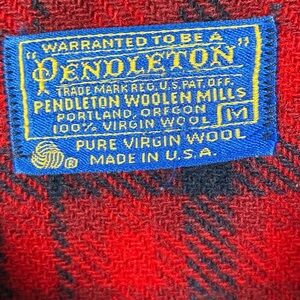 WARRANTED TO BE A
"PENDLETON"
TRADE MARK REG. U.S. PAT. OFF.
PENDLETON WOOLEN MILLS
PORTLAND, OREGON
100% VIRGIN WOOL M
PURE VIRGIN WOOL
® MADE IN U.S.A.